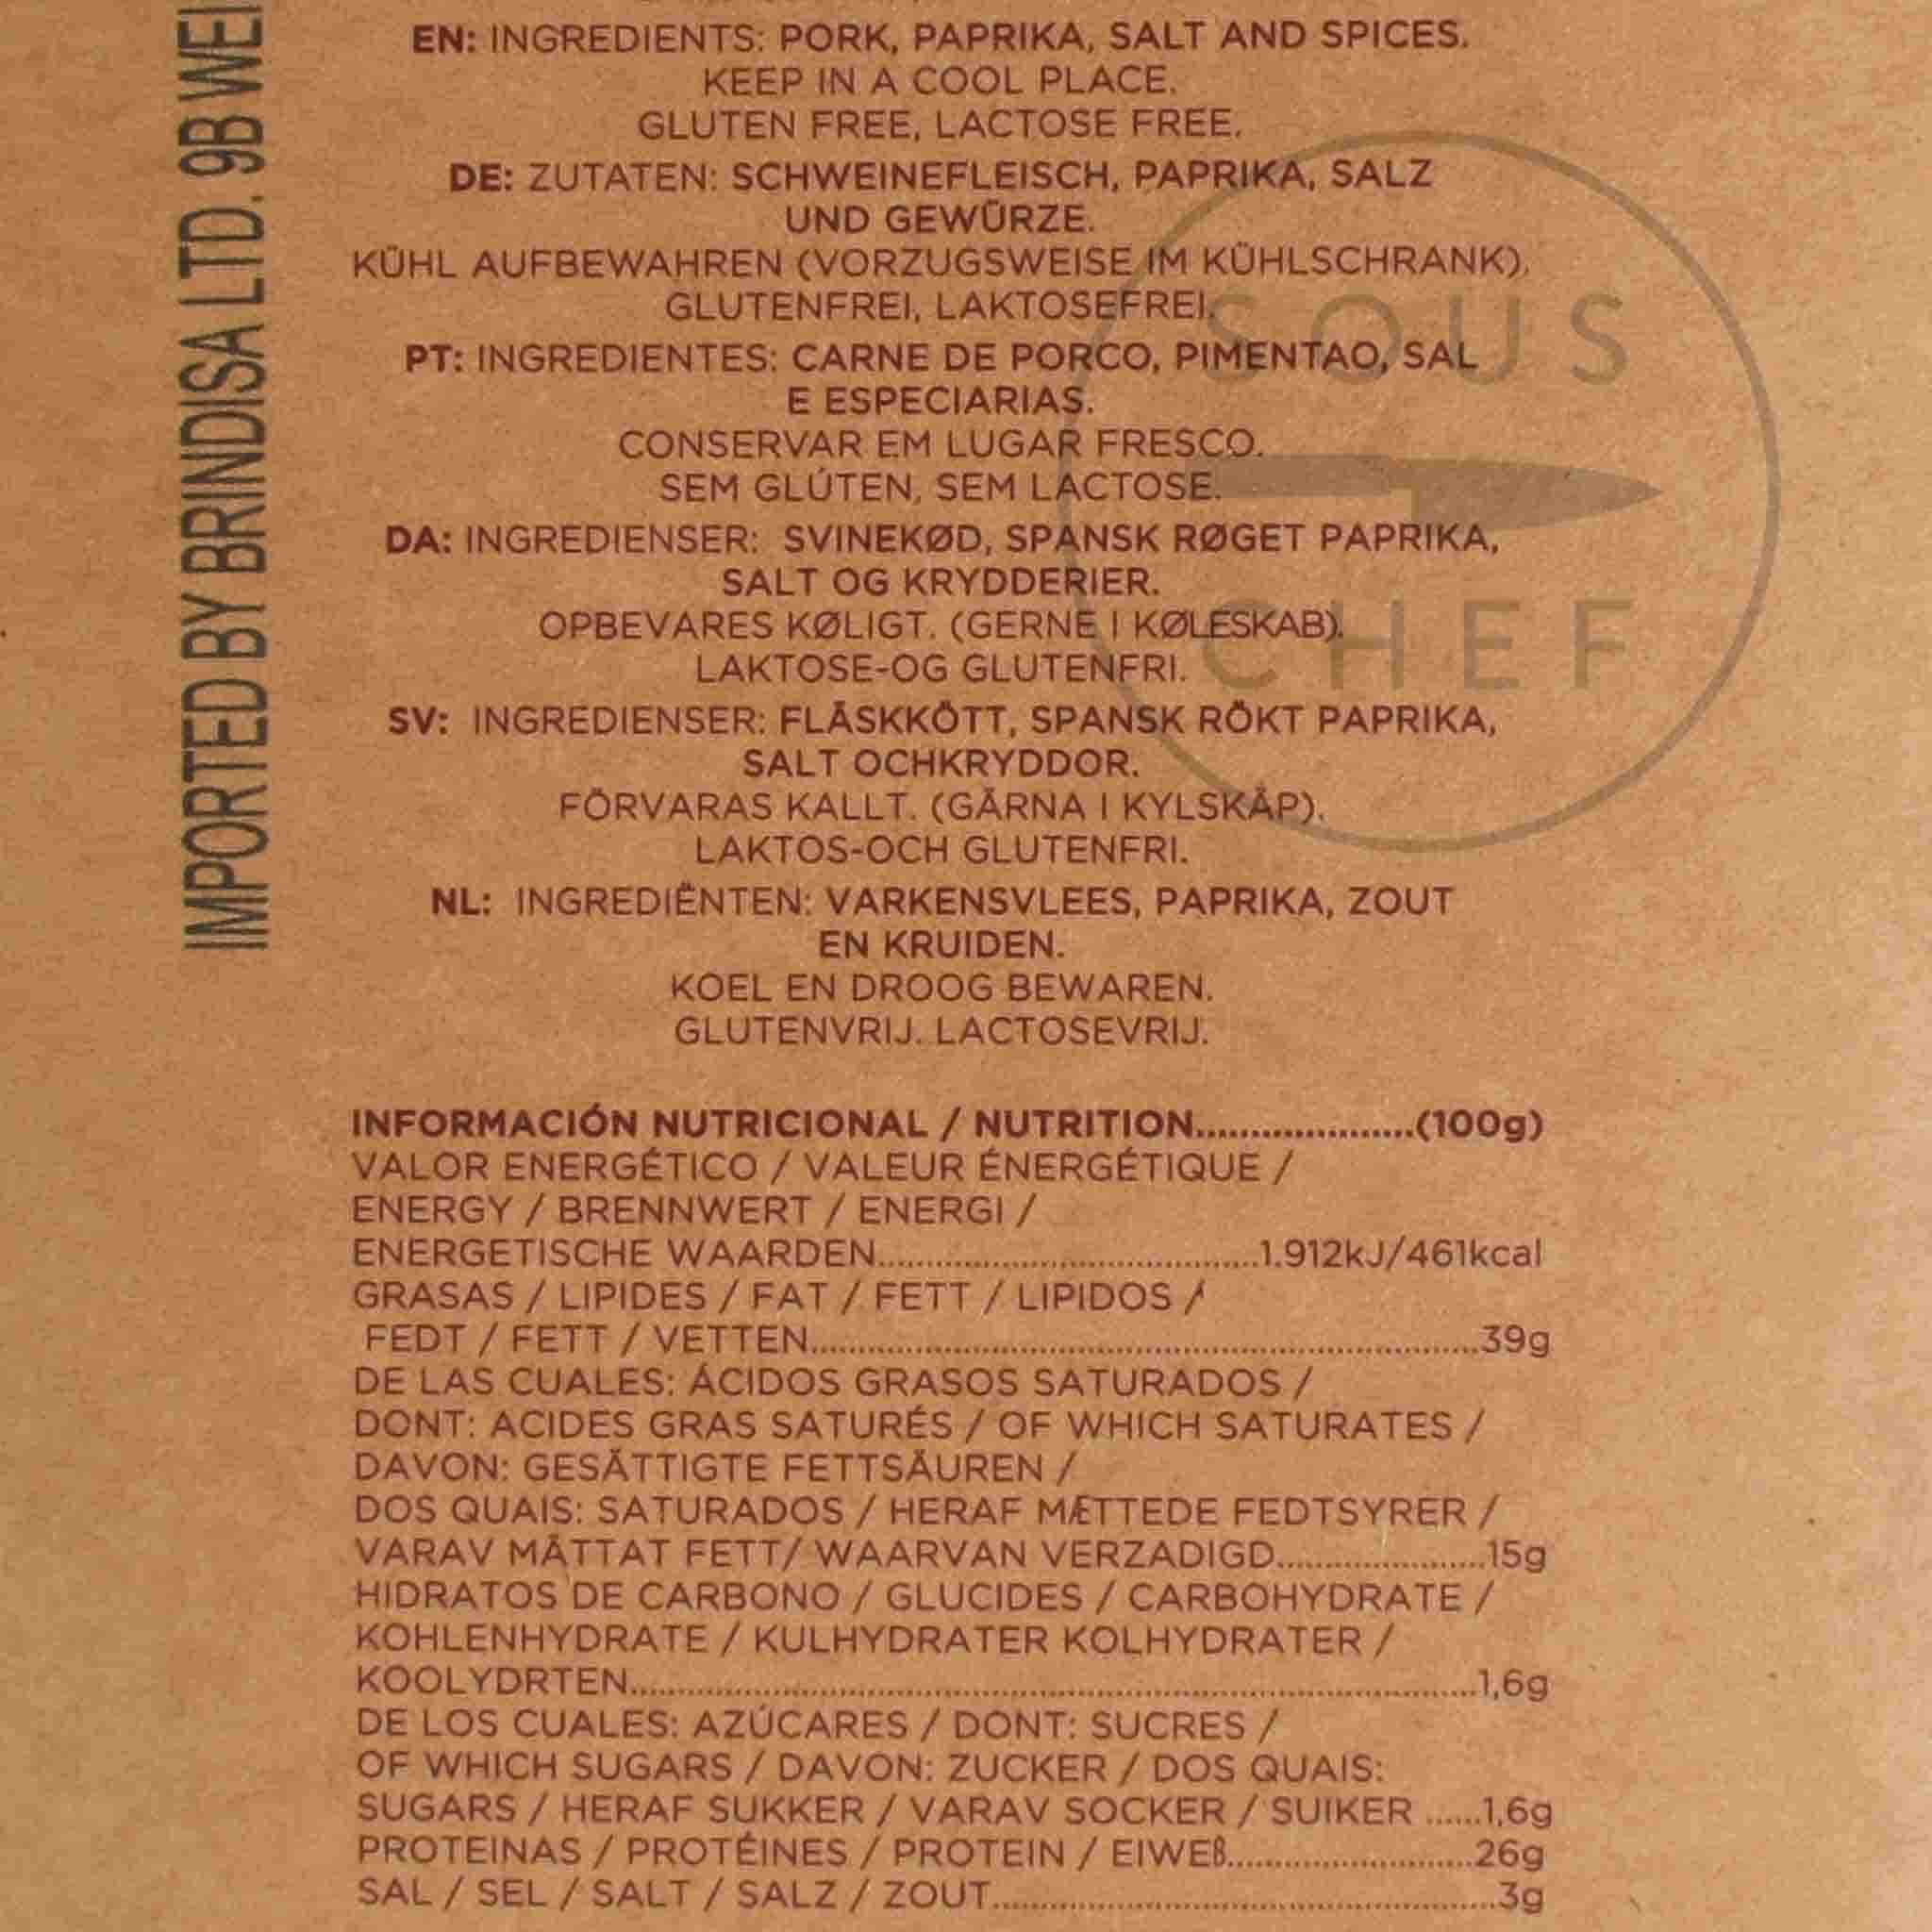 EN: INGREDIENTS: PORK, PAPRIKA, SALT AND SPICES.
KEEP IN A COOL PLACE.
GLUTEN FREE, LACTOSE FREE.
DE: ZUTATEN: SCHWEINEFLEISCH, PAPRIKA, SALZ
UND GEWÜRZE.
KÜHL AUFBEWAHREN (VORZUGSWEISE IM KÜHLSCHRANK),
GLUTENFREI, LAKTOSEFREI.
PT: INGREDIENTES: CARNE DE PORCO, PIMENTAO, SAL
E ESPECIARIAS.
CONSERVAR EM LUGAR FRESCO.
SEM GLÚTEN, SEM LACTOSE.
DA: INGREDIENSER: SVINEKØD, SPANSK RØGET PAPRIKA,
SALT OG KRYDDERIER.
OPBEVARES KØLIGT. (GERNE I KØLESKAB).
LAKTOSE-OG GLUTENFRI.
SV: INGREDIENSER: FLÄSKKÖTT, SPANSK RÖKT PAPRIKA,
SALT OCHKRYDDOR.
FÖRVARAS KALLT. (GÄRNA I KYLSKÅP).
LAKTOS-OCH GLUTENFRI.
NL: INGREDIËNTEN: VARKENSVLEES, PAPRIKA, ZOUT
EN KRUIDEN.
KOEL EN DROOG BEWAREN.
GLUTENVRIJ. LACTOSEVRIJ.
INFORMACIÓN NUTRICIONAL / NUTRITION.....................(100g)
VALOR ENERGÉTICO / VALEUR ÉNERGÉTIQUE /
ENERGY / BRENNWERT / ENERGI /
ENERGETISCHE WAARDEN.....................................1.912kJ/461kcal
GRASAS / LIPIDES / FAT / FETT / LIPIDOS /
FEDT / FETT / VETTEN.................................................................39g
DE LAS CUALES: ÁCIDOS GRASOS SATURADOS /
DONT: ACIDES GRAS SATURÉS / OF WHICH SATURATES /
DAVON: GESÄTTIGTE FETTSÄUREN /
DOS QUAIS: SATURADOS / HERAF MÆTTEDE FEDTSYRER /
VARAV MÄTTAT FETT/ WAARVAN VERZADIGD....................15g
HIDRATOS DE CARBONO / GLUCIDES / CARBOHYDRATE /
KOHLENHYDRATE / KULHYDRATER KOLHYDRATER /
KOOLYDRTEN.................................................................................1,6g
DE LOS CUALES: AZÚCARES / DONT: SUCRES /
OF WHICH SUGARS / DAVON: ZUCKER / DOS QUAIS:
SUGARS / HERAF SUKKER / VARAV SOCKER / SUIKER ......1,6g
PROTEINAS / PROTÉINES / PROTEIN / EIWEß........................26g
SAL / SEL / SALT / SALZ / ZOUT.................................................3g
IMPORTED BY BRINDISA LTD. 9B
SOUS
CHEF